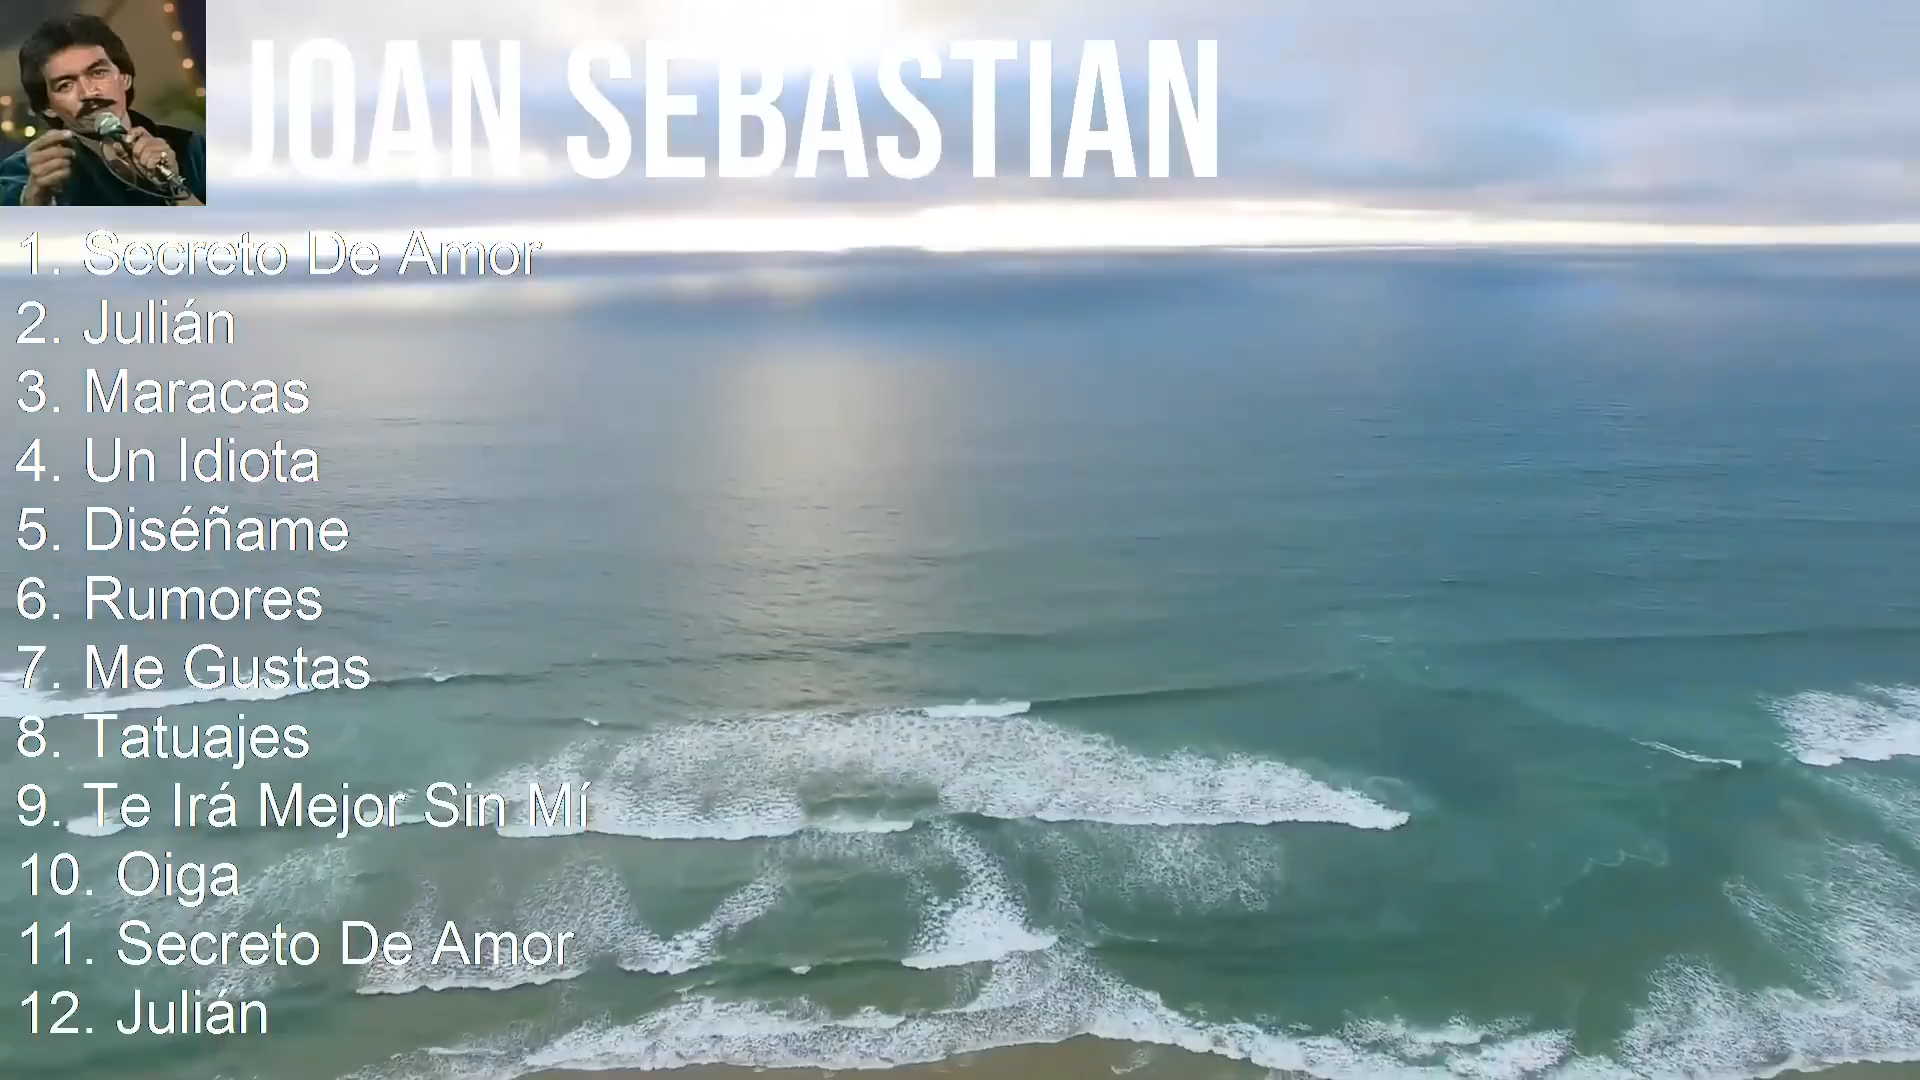 JOAN SEBASTIAN
1. Secreto De Amor
2. Julián
3. Maracas
4. Un Idiota
5. Diséñame
6. Rumores
7. Me Gustas
8. Tatuajes
9. Te Irá Mejor Sin Mí
10. Oiga
11. Secreto De Amor
12. Julián